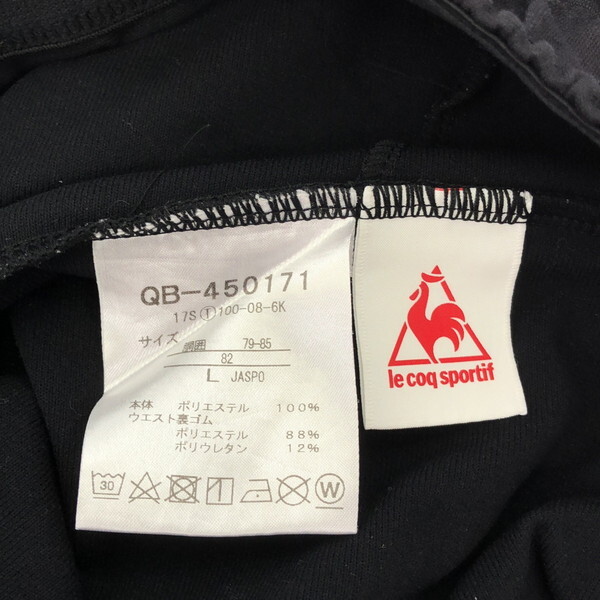 QB-450171
17S Ⓣ100-08-6K
サイズ
胴囲 79-85
82
L JASPO
本体 ポリエステル 100%
ウエスト裏ゴム
ポリエステル 88%
ポリウレタン 12%
30
W
le coq sportif